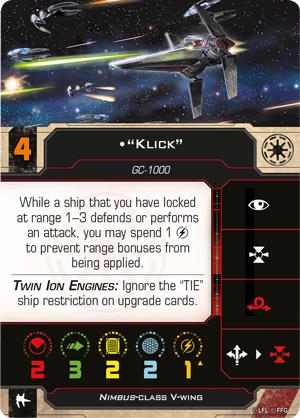 4
•“Klick”
GC-1000
While a ship that you have locked
at range 1–3 defends or performs
an attack, you may spend 1
to prevent range bonuses from
being applied.
Twin Ion Engines: Ignore the “TIE”
ship restriction on upgrade cards.
2 3 2 2 1
Nimbus-class V-wing
© LFL © FFG